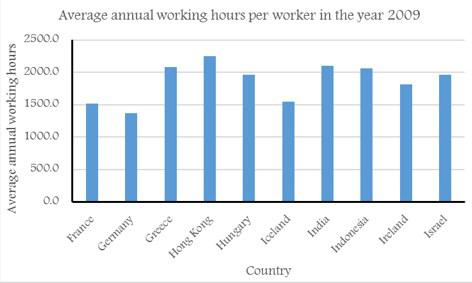 Average annual working hours per worker in the year 2009
Average annual working hours
2500.0
2000.0
1500.0
1000.0
500.0
0.0
France
Germany
Greece
Hong Kong
Hungary
Iceland
India
Indonesia
Ireland
Israel
Country